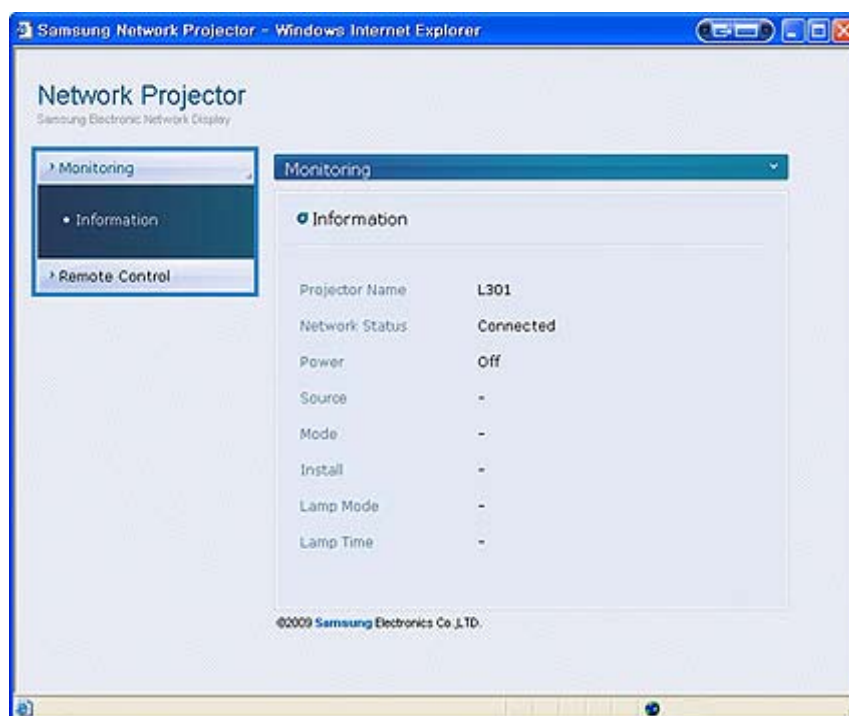 Samsung Network Projector - Windows Internet Explorer
Network Projector
Samsung Electronic Network Display
Monitoring
Information
Remote Control
Monitoring
Information
Projector Name L301
Network Status Connected
Power Off
Source -
Mode -
Install -
Lamp Mode -
Lamp Time -
©2009 Samsung Electronics Co.,LTD.